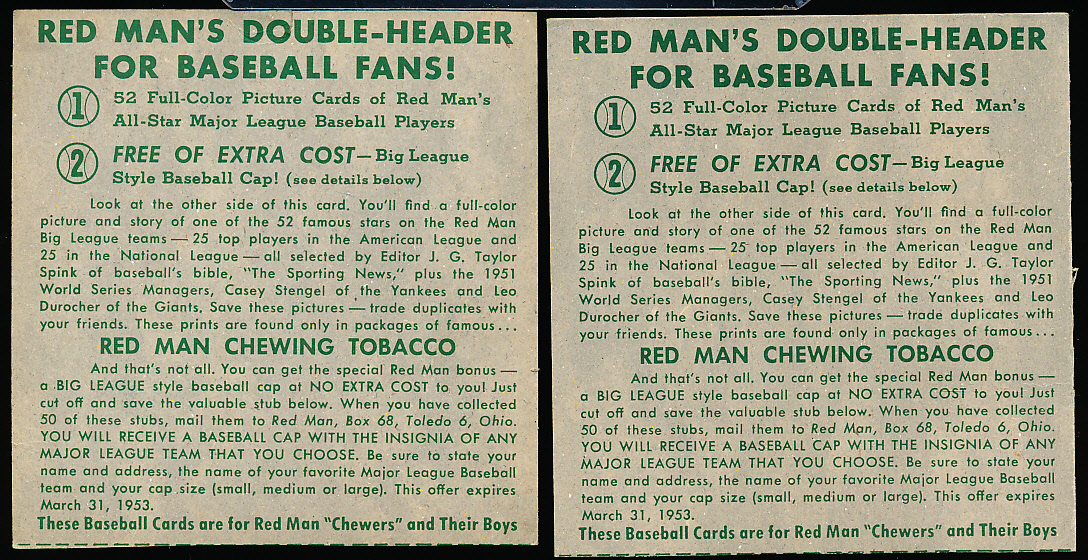 RED MAN'S DOUBLE-HEADER
FOR BASEBALL FANS!
1 52 Full-Color Picture Cards of Red Man's
All-Star Major League Baseball Players
2 FREE OF EXTRA COST—Big League
Style Baseball Cap! (see details below)
Look at the other side of this card. You'll find a full-color
picture and story of one of the 52 famous stars on the Red Man
Big League teams — 25 top players in the American League and
25 in the National League — all selected by Editor J. G. Taylor
Spink of baseball's bible, "The Sporting News," plus the 1951
World Series Managers, Casey Stengel of the Yankees and Leo
Durocher of the Giants. Save these pictures — trade duplicates with
your friends. These prints are found only in packages of famous...
RED MAN CHEWING TOBACCO
And that's not all. You can get the special Red Man bonus —
a BIG LEAGUE style baseball cap at NO EXTRA COST to you! Just
cut off and save the valuable stub below. When you have collected
50 of these stubs, mail them to Red Man, Box 68, Toledo 6, Ohio.
YOU WILL RECEIVE A BASEBALL CAP WITH THE INSIGNIA OF ANY
MAJOR LEAGUE TEAM THAT YOU CHOOSE. Be sure to state your
name and address, the name of your favorite Major League Baseball
team and your cap size (small, medium or large). This offer expires
March 31, 1953.
These Baseball Cards are for Red Man "Chewers" and Their Boys
RED MAN'S DOUBLE-HEADER
FOR BASEBALL FANS!
1 52 Full-Color Picture Cards of Red Man's
All-Star Major League Baseball Players
2 FREE OF EXTRA COST—Big League
Style Baseball Cap! (see details below)
Look at the other side of this card. You'll find a full-color
picture and story of one of the 52 famous stars on the Red Man
Big League teams — 25 top players in the American League and
25 in the National League — all selected by Editor J. G. Taylor
Spink of baseball's bible, "The Sporting News," plus the 1951
World Series Managers, Casey Stengel of the Yankees and Leo
Durocher of the Giants. Save these pictures — trade duplicates with
your friends. These prints are found only in packages of famous...
RED MAN CHEWING TOBACCO
And that's not all. You can get the special Red Man bonus —
a BIG LEAGUE style baseball cap at NO EXTRA COST to you! Just
cut off and save the valuable stub below. When you have collected
50 of these stubs, mail them to Red Man, Box 68, Toledo 6, Ohio.
YOU WILL RECEIVE A BASEBALL CAP WITH THE INSIGNIA OF ANY
MAJOR LEAGUE TEAM THAT YOU CHOOSE. Be sure to state your
name and address, the name of your favorite Major League Baseball
team and your cap size (small, medium or large). This offer expires
March 31, 1953.
These Baseball Cards are for Red Man "Chewers" and Their Boys